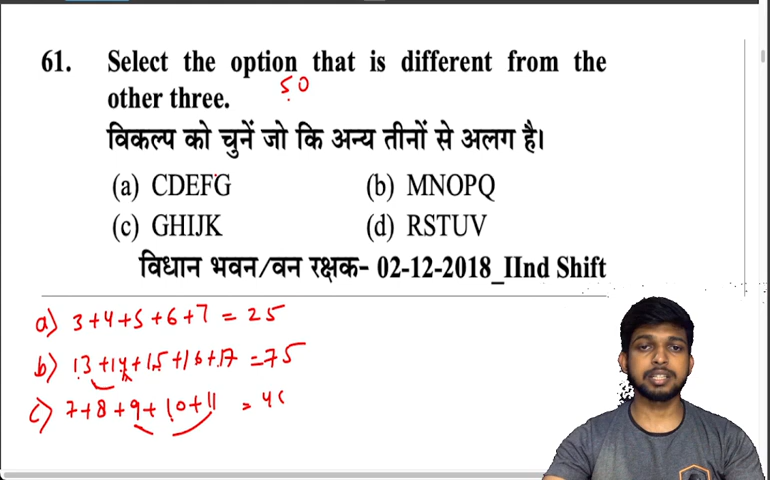 61. Select the option that is different from the
other three.
50
विकल्प को चुनें जो कि अन्य तीनों से अलग है।
(a) CDEFG (b) MNOPQ
(c) GHIJK (d) RSTUV
विधान भवन/वन रक्षक- 02-12-2018_IInd Shift
a) 3+4+5+6+7 = 25
b) 13+14+15+16+17 =75
c) 7+8+9+10+11 =